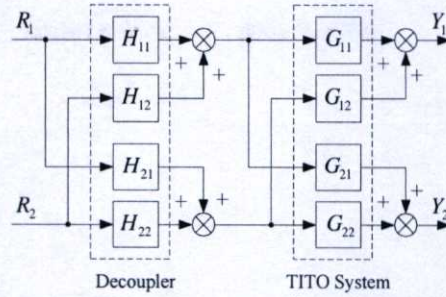 R₁ H₁₁ G₁₁ Y₁
+ + + +
H₁₂ G₁₂
H₂₁ G₂₁
R₂ + + + + Y₂
H₂₂ G₂₂
Decoupler TITO System